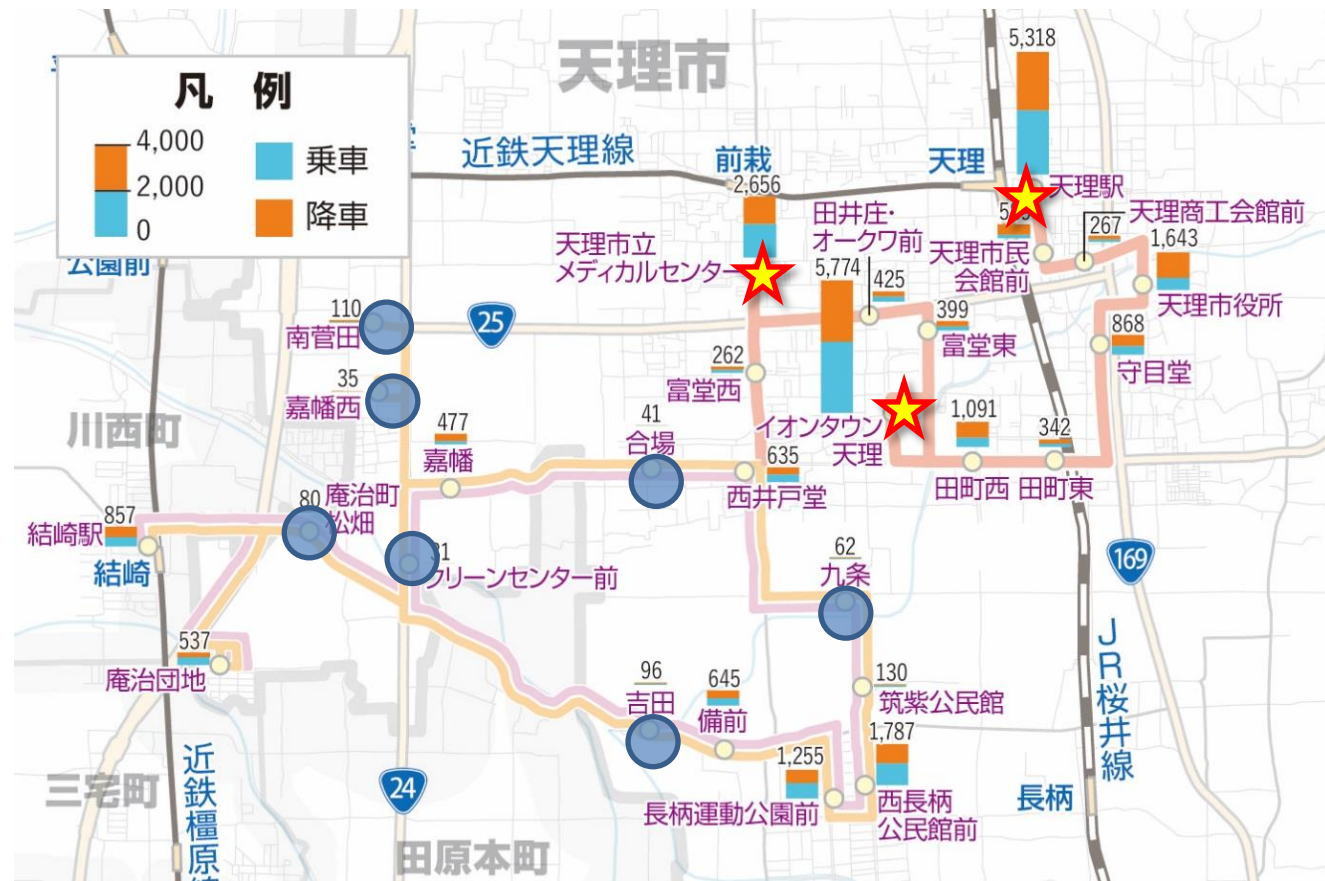 天理市
凡 例
4,000
2,000
0
乗車
降車
公園前
近鉄天理線
前栽
2,656
天理市立
メディカルセンター
天理
5,318
天理駅
天理商工会館前
267
天理市民
会館前
1,643
天理市役所
868
守目堂
田井庄・
オークワ前
425
5,774
イオンタウン
天理
399
富堂東
262
富堂西
1,091
田町西
342
田町東
110
南菅田
25
35
嘉幡西
川西町
477
嘉幡
41
合場
635
西井戸堂
80
庵治町
松畑
857
結崎駅
結崎
クリーンセンター前
62
九条
169
537
庵治団地
96
吉田
645
備前
130
筑紫公民館
1,787
西長柄
公民館前
1,255
長柄運動公園前
JR桜井線
長柄
三宅町
近鉄橿原
24
田原本町